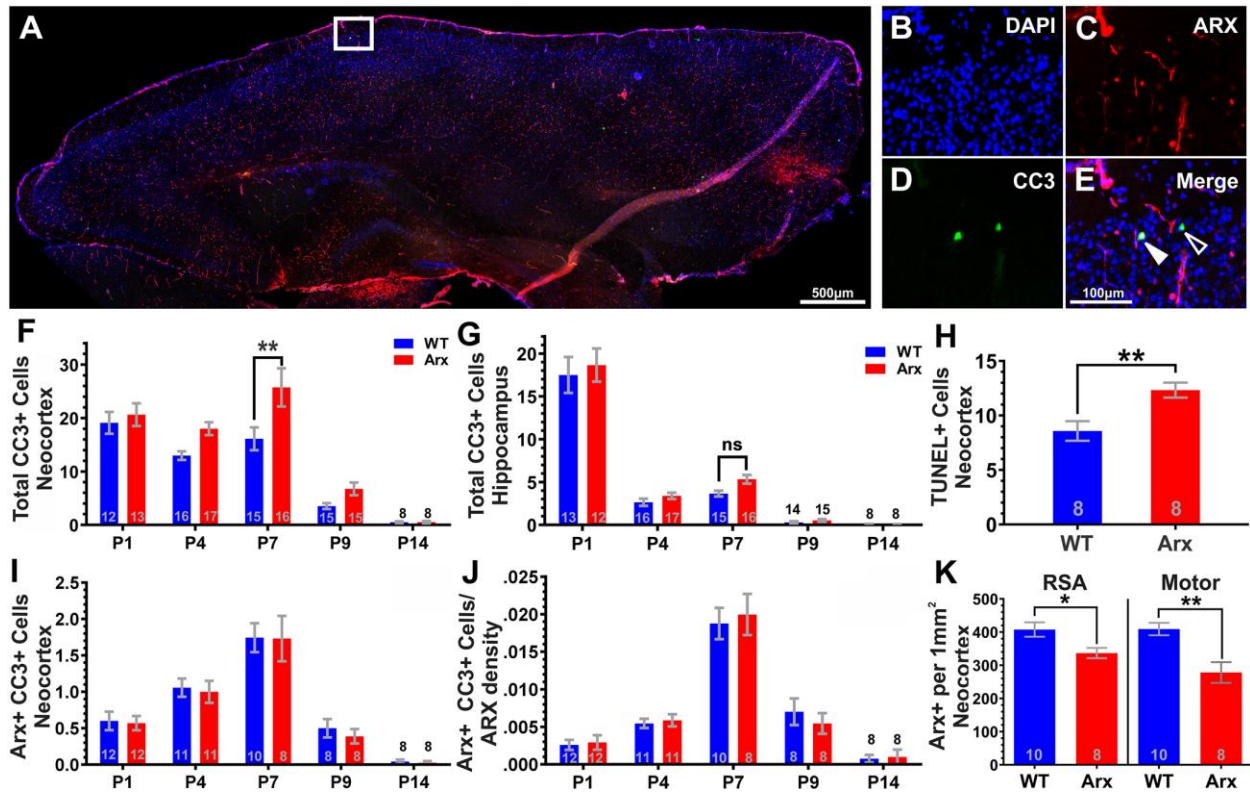 A
500µm
B
DAPI
C
ARX
D
CC3
E
Merge
100µm
F
Total CC3+ Cells
Neocortex
30
20
10
0
**
WT
Arx
12
13
16
17
15
16
15
15
8
8
P1
P4
P7
P9
P14
G
Total CC3+ Cells
Hippocampus
20
15
10
5
0
ns
WT
Arx
13
12
16
17
15
16
14
15
8
8
P1
P4
P7
P9
P14
H
TUNEL+ Cells
Neocortex
15
10
5
0
**
8
8
WT
Arx
I
Arx+ CC3+ Cells
Neocortex
2.5
2.0
1.5
1.0
0.5
0.0
12
12
11
11
10
8
8
8
8
8
P1
P4
P7
P9
P14
J
Arx+ CC3+ Cells/
ARX density
.025
.020
.015
.010
.005
.000
12
12
11
11
10
8
8
8
8
8
P1
P4
P7
P9
P14
K
RSA
Motor
Arx+ per 1mm²
Neocortex
500
400
300
200
100
0
*
**
10
8
10
8
WT
Arx
WT
Arx